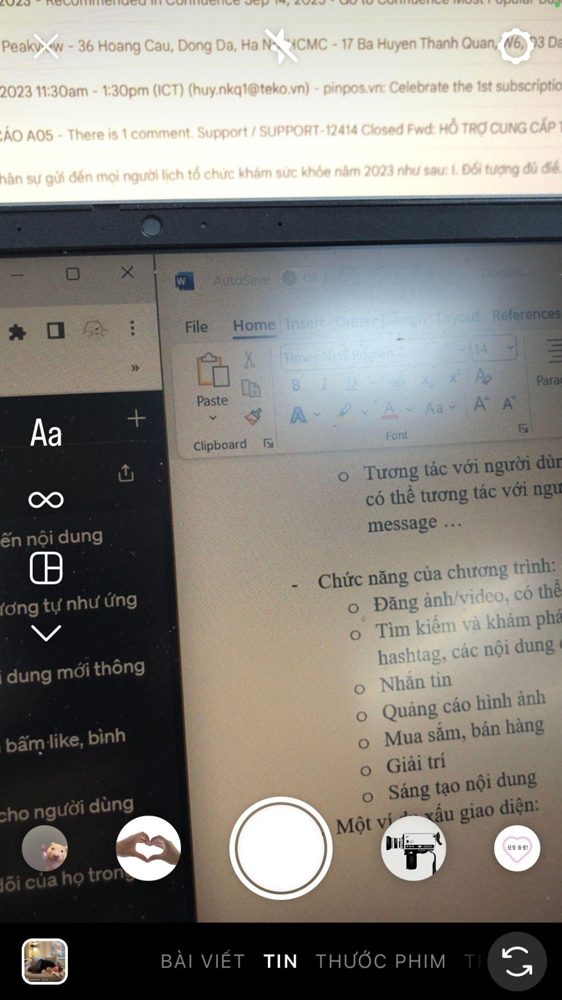 2023 - Recommended in Confluence Sep 14, 2023 · Go to Confluence Most Popular
Peakview - 36 Hoang Cau, Dong Da, Ha HCMC - 17 Ba Huyen Thanh Quan, W6, D3 Da
2023 11:30am - 1:30pm (ICT) (huy.nkq1@teko.vn) - pinpos.vn: Celebrate the 1st subscriptio
CÁO A05 - There is 1 comment. Support / SUPPORT-12414 Closed Fwd: HỖ TRỢ CUNG CẤP
hân sự gửi đến mọi người lịch tổ chức khám sức khỏe năm 2023 như sau: I. Đối tượng đủ điề...
W AutoSave Off Docum
File Home Insert Draw Design Layout References
Times New Roman 14
B I U ab x₂ x² A
Paste
A A Aa A^ A˅
Para
Clipboard Font
Aa
Tương tác với người dùn
có thể tương tác với ngư
message ...
ến nội dung
- Chức năng của chương trình:
ương tự như ứng
o Đăng ảnh/video, có thể
o Tìm kiếm và khám phá
hashtag, các nội dung
i dung mới thông
o Nhắn tin
o Quảng cáo hình ảnh
bấm like, bình
o Mua sắm, bán hàng
o Giải trí
o Sáng tạo nội dung
cho người dùng
Một ví xấu giao diện:
신상 등장!
dõi của họ trong
BÀI VIẾT TIN THƯỚC PHIM